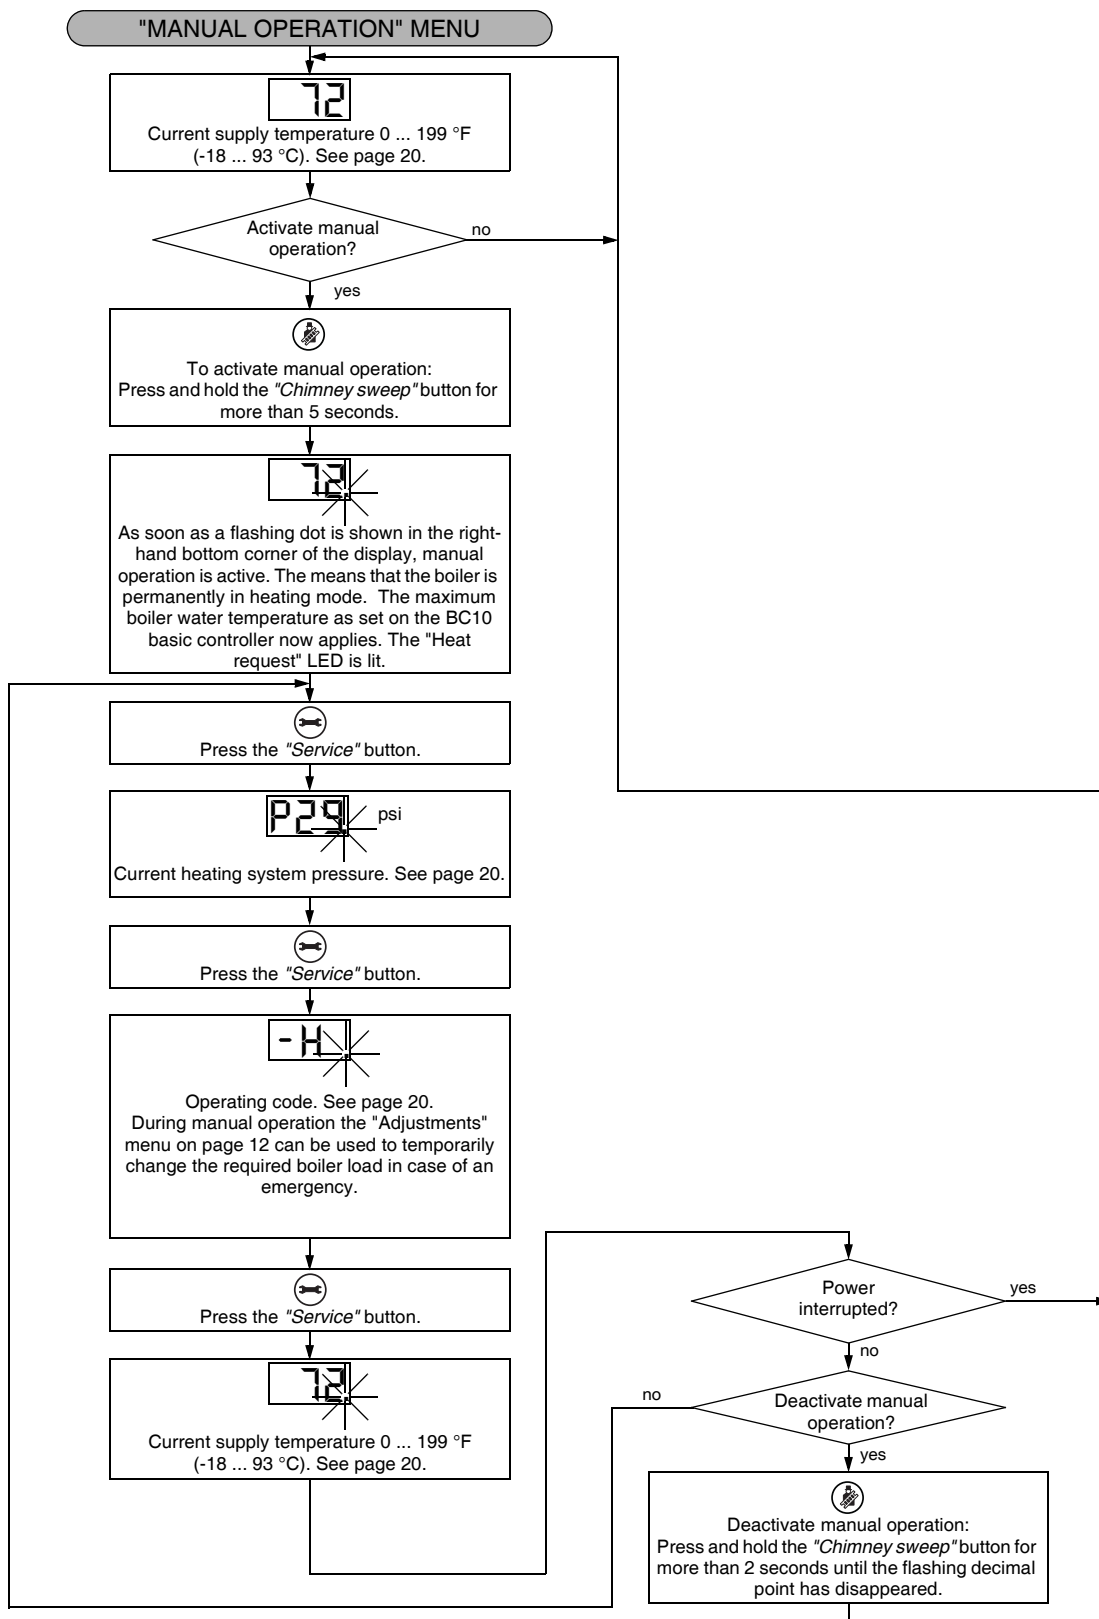 "MANUAL OPERATION" MENU
72
Current supply temperature 0 ... 199 °F
(-18 ... 93 °C). See page 20.
Activate manual
operation?
no
yes
To activate manual operation:
Press and hold the "Chimney sweep" button for
more than 5 seconds.
72.
As soon as a flashing dot is shown in the right-
hand bottom corner of the display, manual
operation is active. The means that the boiler is
permanently in heating mode. The maximum
boiler water temperature as set on the BC10
basic controller now applies. The "Heat
request" LED is lit.
Press the "Service" button.
P29.
psi
Current heating system pressure. See page 20.
Press the "Service" button.
-H .
Operating code. See page 20.
During manual operation the "Adjustments"
menu on page 12 can be used to temporarily
change the required boiler load in case of an
emergency.
Press the "Service" button.
72.
Current supply temperature 0 ... 199 °F
(-18 ... 93 °C). See page 20.
Power
interrupted?
yes
no
Deactivate manual
operation?
no
yes
Deactivate manual operation:
Press and hold the "Chimney sweep" button for
more than 2 seconds until the flashing decimal
point has disappeared.